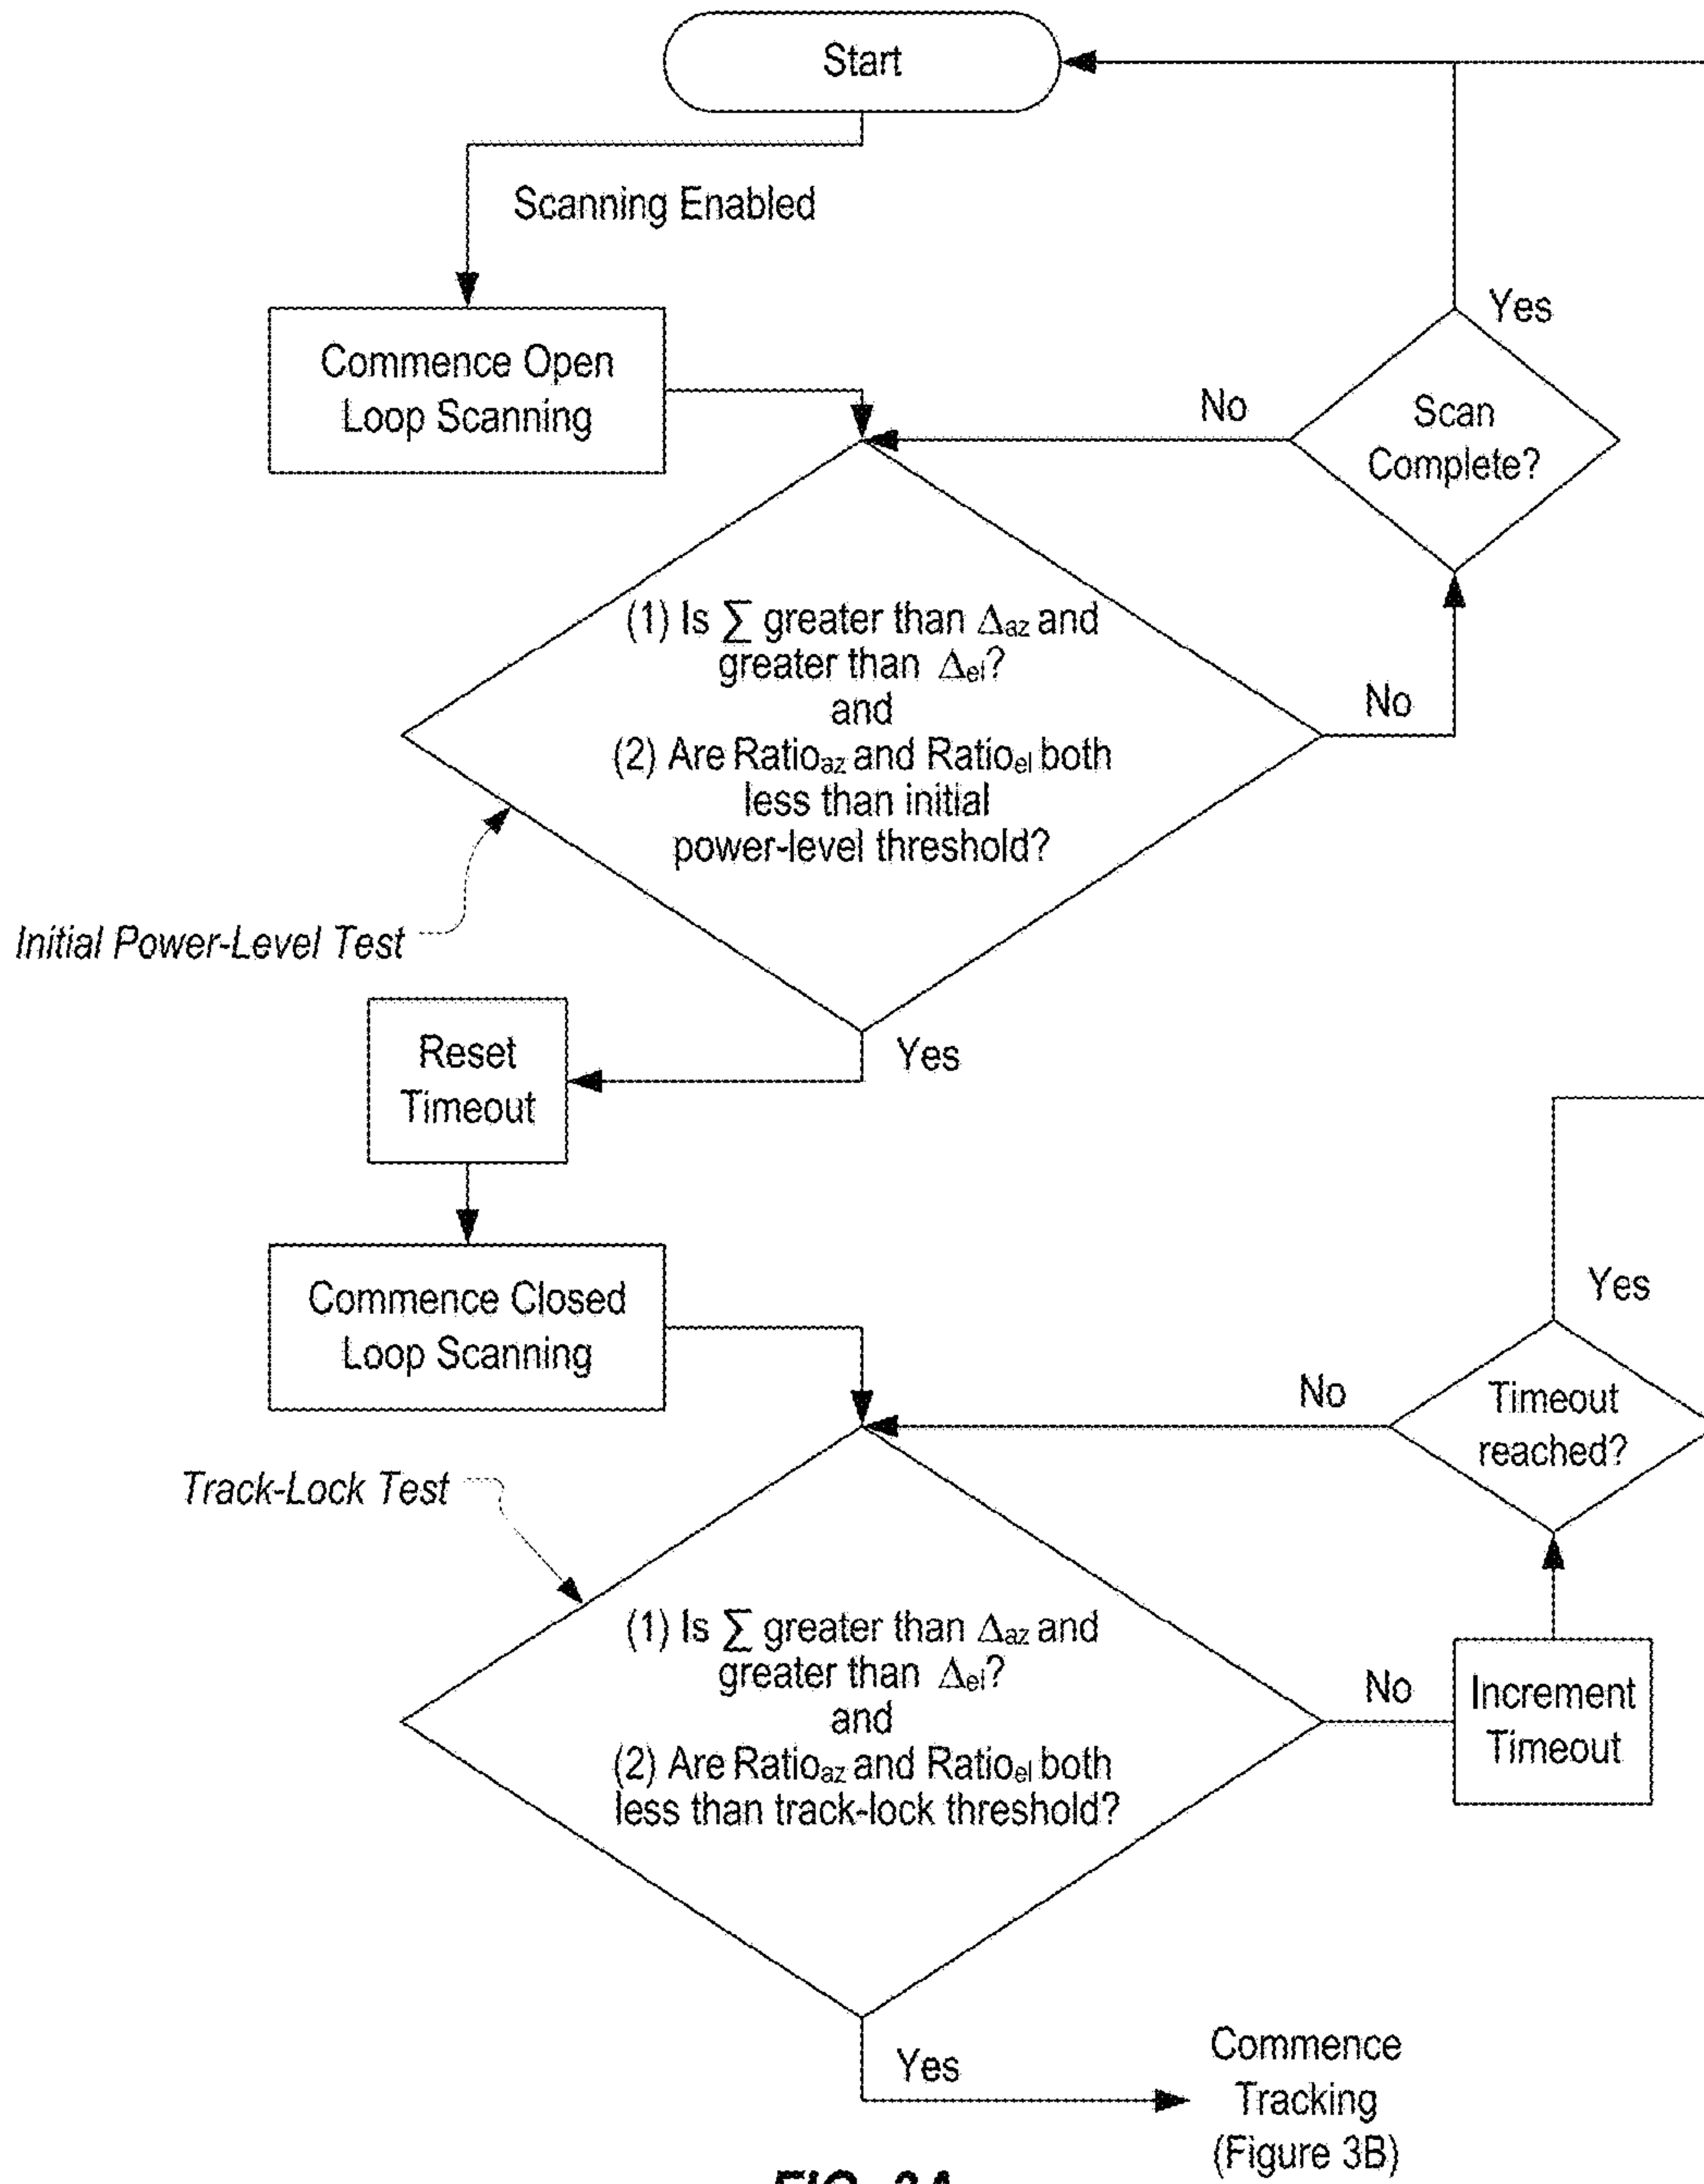 Start
Scanning Enabled
Commence Open
Loop Scanning
Yes
No
Scan
Complete?
(1) Is ∑ greater than Δaz and
greater than Δel?
and
(2) Are Ratioaz and Ratioel both
less than initial
power-level threshold?
No
Initial Power-Level Test
Reset
Timeout
Yes
Commence Closed
Loop Scanning
Yes
No
Timeout
reached?
Track-Lock Test
(1) Is ∑ greater than Δaz and
greater than Δel?
and
(2) Are Ratioaz and Ratioel both
less than track-lock threshold?
No
Increment
Timeout
Yes
Commence
Tracking
(Figure 3B)
FIG. 3A